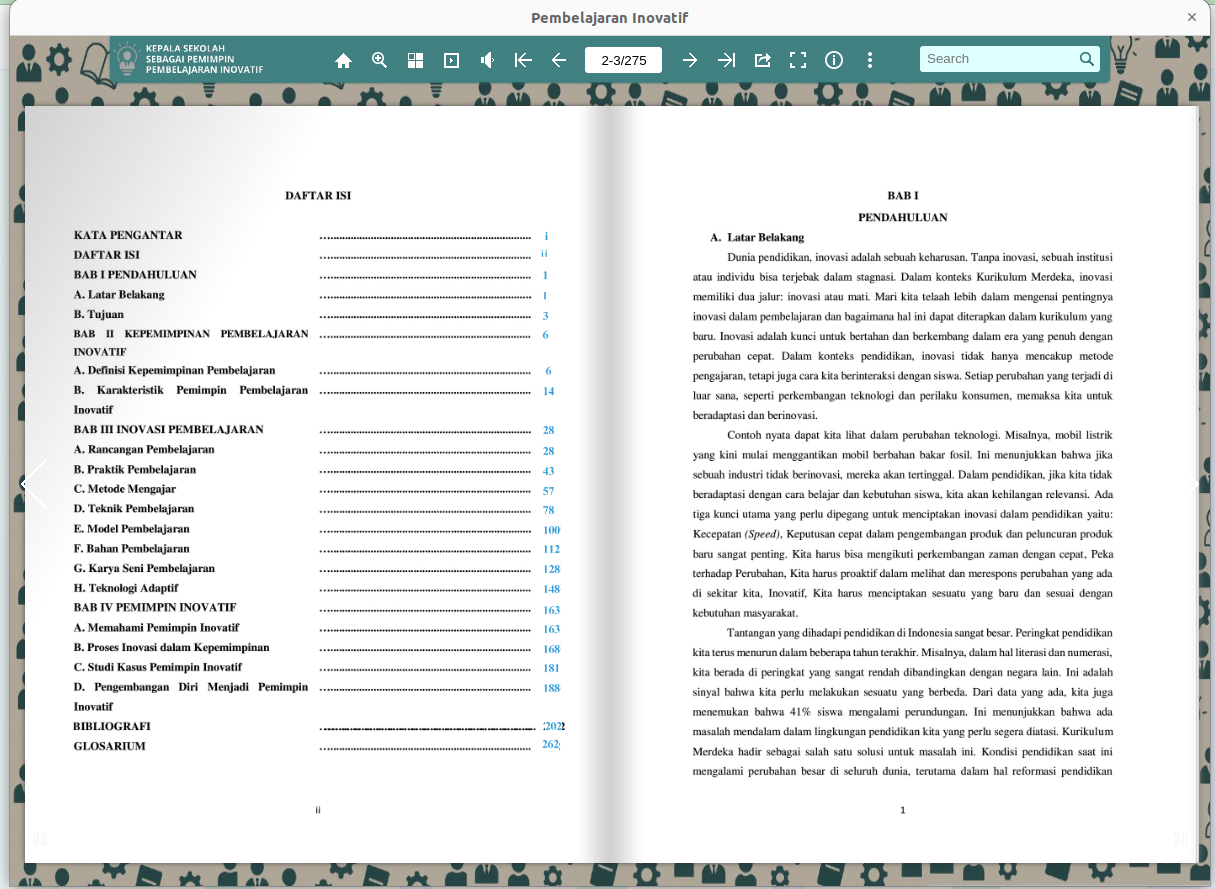 Pembelajaran Inovatif
KEPALA SEKOLAH
SEBAGAI PEMIMPIN
PEMBELAJARAN INOVATIF
2-3/275
Search
DAFTAR ISI
KATA PENGANTAR ........................................ i
DAFTAR ISI ........................................ ii
BAB I PENDAHULUAN ........................................ 1
A. Latar Belakang ........................................ 1
B. Tujuan ........................................ 3
BAB II KEPEMIMPINAN PEMBELAJARAN ........................................ 6
INOVATIF
A. Definisi Kepemimpinan Pembelajaran ........................................ 6
B. Karakteristik Pemimpin Pembelajaran ........................................ 14
Inovatif
BAB III INOVASI PEMBELAJARAN ........................................ 28
A. Rancangan Pembelajaran ........................................ 28
B. Praktik Pembelajaran ........................................ 43
C. Metode Mengajar ........................................ 57
D. Teknik Pembelajaran ........................................ 78
E. Model Pembelajaran ........................................ 100
F. Bahan Pembelajaran ........................................ 112
G. Karya Seni Pembelajaran ........................................ 128
H. Teknologi Adaptif ........................................ 148
BAB IV PEMIMPIN INOVATIF ........................................ 163
A. Memahami Pemimpin Inovatif ........................................ 163
B. Proses Inovasi dalam Kepemimpinan ........................................ 168
C. Studi Kasus Pemimpin Inovatif ........................................ 181
D. Pengembangan Diri Menjadi Pemimpin ........................................ 188
Inovatif
BIBLIOGRAFI ........................................ 202
GLOSARIUM ........................................ 262
ii
BAB I
PENDAHULUAN
A. Latar Belakang
Dunia pendidikan, inovasi adalah sebuah keharusan. Tanpa inovasi, sebuah institusi
atau individu bisa terjebak dalam stagnasi. Dalam konteks Kurikulum Merdeka, inovasi
memiliki dua jalur: inovasi atau mati. Mari kita telaah lebih dalam mengenai pentingnya
inovasi dalam pembelajaran dan bagaimana hal ini dapat diterapkan dalam kurikulum yang
baru. Inovasi adalah kunci untuk bertahan dan berkembang dalam era yang penuh dengan
perubahan cepat. Dalam konteks pendidikan, inovasi tidak hanya mencakup metode
pengajaran, tetapi juga cara kita berinteraksi dengan siswa. Setiap perubahan yang terjadi di
luar sana, seperti perkembangan teknologi dan perilaku konsumen, memaksa kita untuk
beradaptasi dan berinovasi.
Contoh nyata dapat kita lihat dalam perubahan teknologi. Misalnya, mobil listrik
yang kini mulai menggantikan mobil berbahan bakar fosil. Ini menunjukkan bahwa jika
sebuah industri tidak berinovasi, mereka akan tertinggal. Dalam pendidikan, jika kita tidak
beradaptasi dengan cara belajar dan kebutuhan siswa, kita akan kehilangan relevansi. Ada
tiga kunci utama yang perlu dipegang untuk menciptakan inovasi dalam pendidikan yaitu:
Kecepatan (Speed), Keputusan cepat dalam pengembangan produk dan peluncuran produk
baru sangat penting. Kita harus bisa mengikuti perkembangan zaman dengan cepat, Peka
terhadap Perubahan, Kita harus proaktif dalam melihat dan merespons perubahan yang ada
di sekitar kita, Inovatif, Kita harus menciptakan sesuatu yang baru dan sesuai dengan
kebutuhan masyarakat.
Tantangan yang dihadapi pendidikan di Indonesia sangat besar. Peringkat pendidikan
kita terus menurun dalam beberapa tahun terakhir. Misalnya, dalam hal literasi dan numerasi,
kita berada di peringkat yang sangat rendah dibandingkan dengan negara lain. Ini adalah
sinyal bahwa kita perlu melakukan sesuatu yang berbeda. Dari data yang ada, kita juga
menemukan bahwa 41% siswa mengalami perundungan. Ini menunjukkan bahwa ada
masalah mendalam dalam lingkungan pendidikan kita yang perlu segera diatasi. Kurikulum
Merdeka hadir sebagai salah satu solusi untuk masalah ini. Kondisi pendidikan saat ini
mengalami perubahan besar di seluruh dunia, terutama dalam hal reformasi pendidikan
1